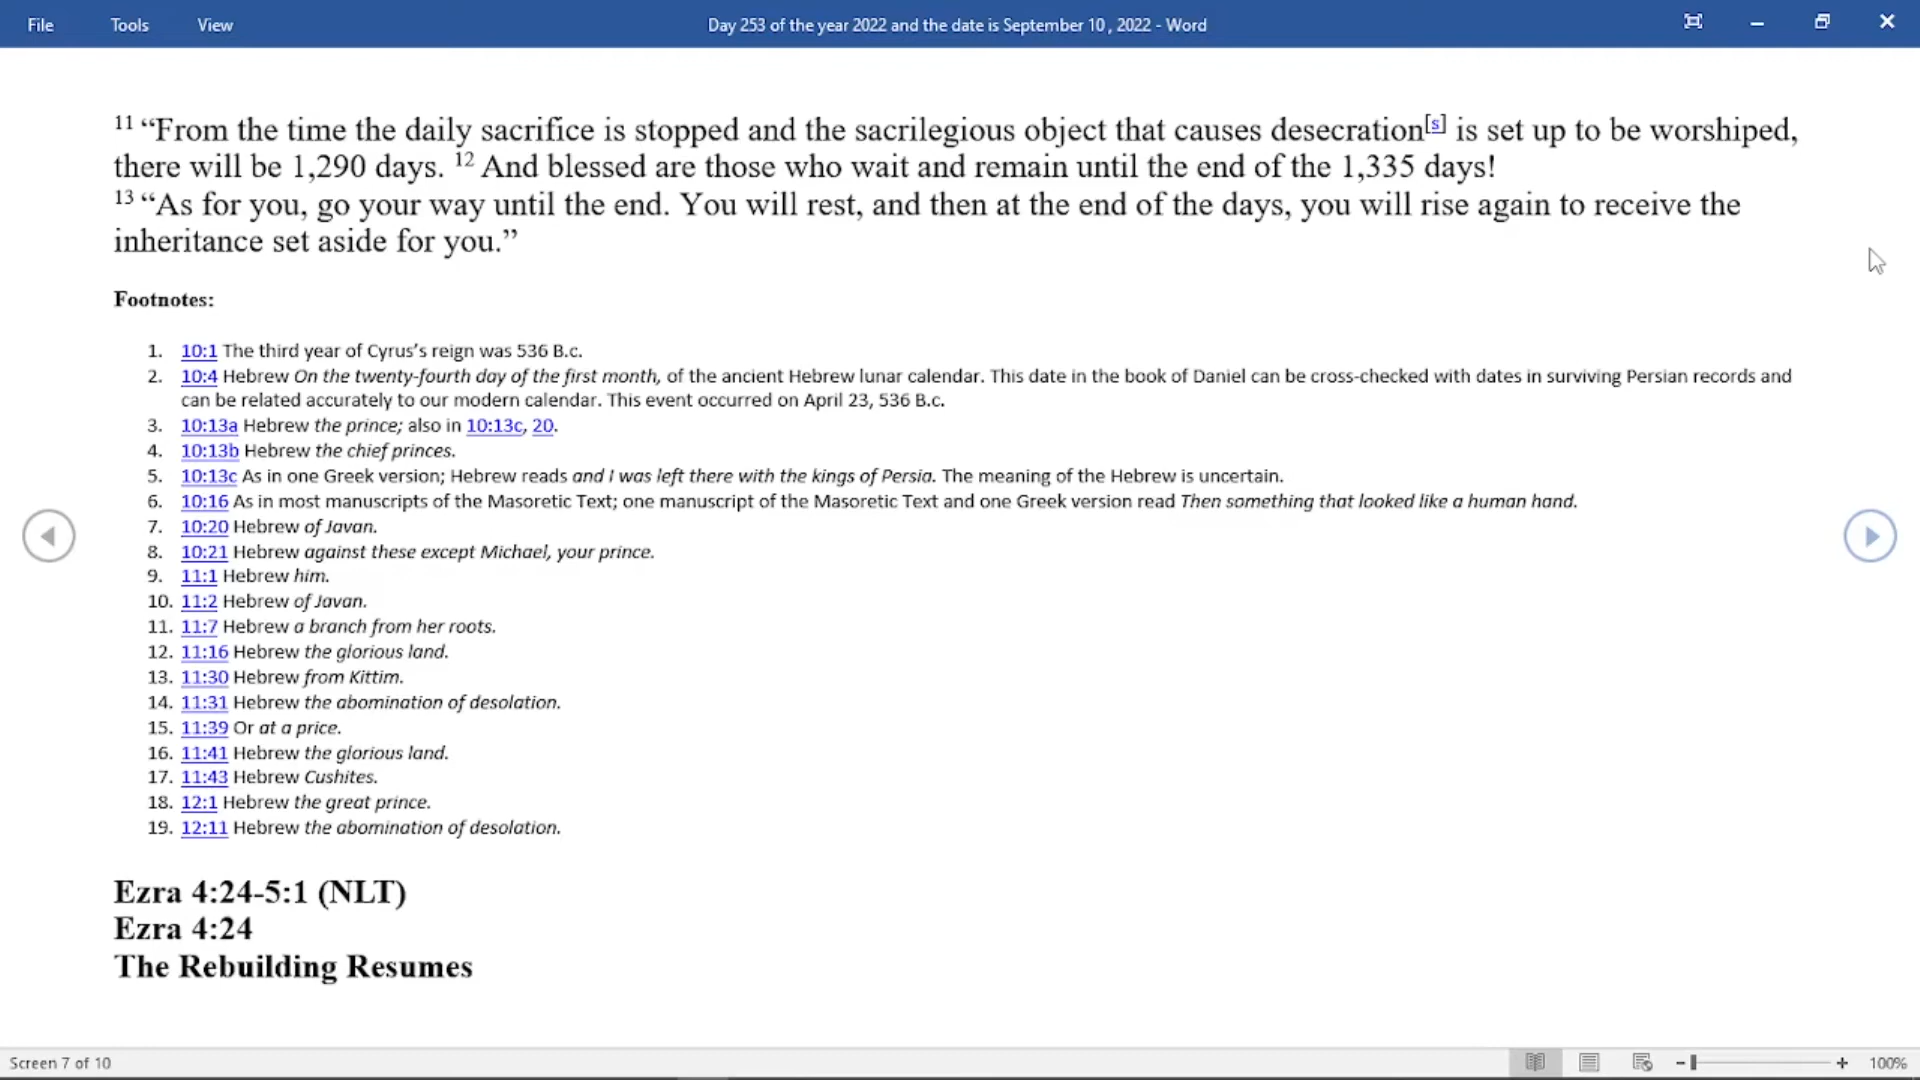 File Tools View Day 253 of the year 2022 and the date is September 10 , 2022 - Word
11 “From the time the daily sacrifice is stopped and the sacrilegious object that causes desecration[s] is set up to be worshiped,
there will be 1,290 days. 12 And blessed are those who wait and remain until the end of the 1,335 days!
13 “As for you, go your way until the end. You will rest, and then at the end of the days, you will rise again to receive the
inheritance set aside for you.”
Footnotes:
1. 10:1 The third year of Cyrus’s reign was 536 B.c.
2. 10:4 Hebrew On the twenty-fourth day of the first month, of the ancient Hebrew lunar calendar. This date in the book of Daniel can be cross-checked with dates in surviving Persian records and
can be related accurately to our modern calendar. This event occurred on April 23, 536 B.c.
3. 10:13a Hebrew the prince; also in 10:13c, 20.
4. 10:13b Hebrew the chief princes.
5. 10:13c As in one Greek version; Hebrew reads and I was left there with the kings of Persia. The meaning of the Hebrew is uncertain.
6. 10:16 As in most manuscripts of the Masoretic Text; one manuscript of the Masoretic Text and one Greek version read Then something that looked like a human hand.
7. 10:20 Hebrew of Javan.
8. 10:21 Hebrew against these except Michael, your prince.
9. 11:1 Hebrew him.
10. 11:2 Hebrew of Javan.
11. 11:7 Hebrew a branch from her roots.
12. 11:16 Hebrew the glorious land.
13. 11:30 Hebrew from Kittim.
14. 11:31 Hebrew the abomination of desolation.
15. 11:39 Or at a price.
16. 11:41 Hebrew the glorious land.
17. 11:43 Hebrew Cushites.
18. 12:1 Hebrew the great prince.
19. 12:11 Hebrew the abomination of desolation.
Ezra 4:24-5:1 (NLT)
Ezra 4:24
The Rebuilding Resumes
Screen 7 of 10 100%